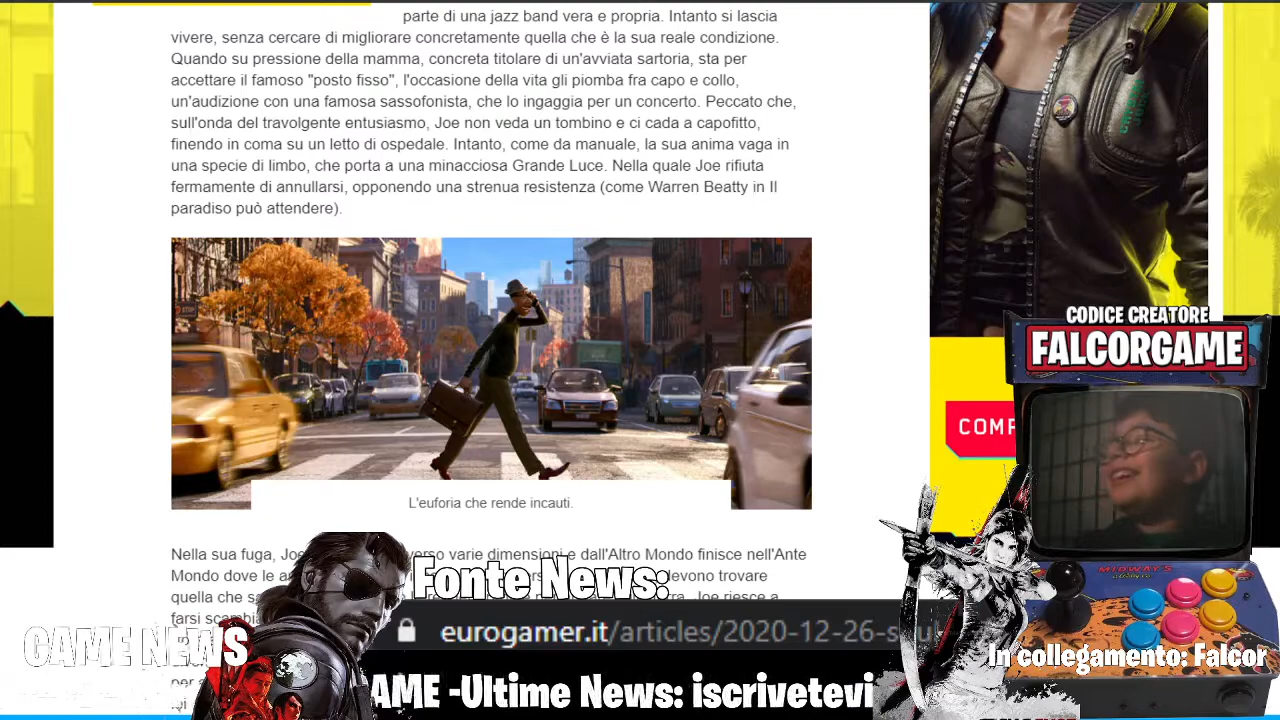 parte di una jazz band vera e propria. Intanto si lascia
vivere, senza cercare di migliorare concretamente quella che è la sua reale condizione.
Quando su pressione della mamma, concreta titolare di un'avviata sartoria, sta per
accettare il famoso "posto fisso", l'occasione della vita gli piomba fra capo e collo,
un'audizione con una famosa sassofonista, che lo ingaggia per un concerto. Peccato che,
sull'onda del travolgente entusiasmo, Joe non veda un tombino e ci cada a capofitto,
finendo in coma su un letto di ospedale. Intanto, come da manuale, la sua anima vaga in
una specie di limbo, che porta a una minacciosa Grande Luce. Nella quale Joe rifiuta
fermamente di annullarsi, opponendo una strenua resistenza (come Warren Beatty in Il
paradiso può attendere).
CODICE CREATORE
FALCORGAME
COMP
L'euforia che rende incauti.
Nella sua fuga, Joe varie dimensioni e dall'Altro Mondo finisce nell'Ante
Mondo dove le devono trovare
quella che Joe riesce a
farsi
Fonte News:
MIDWAY'S
eurogamer.it/articles/2020-12-26-s
GAME NEWS
In collegamento: Falcor
AME -Ultime News: iscrivetevi